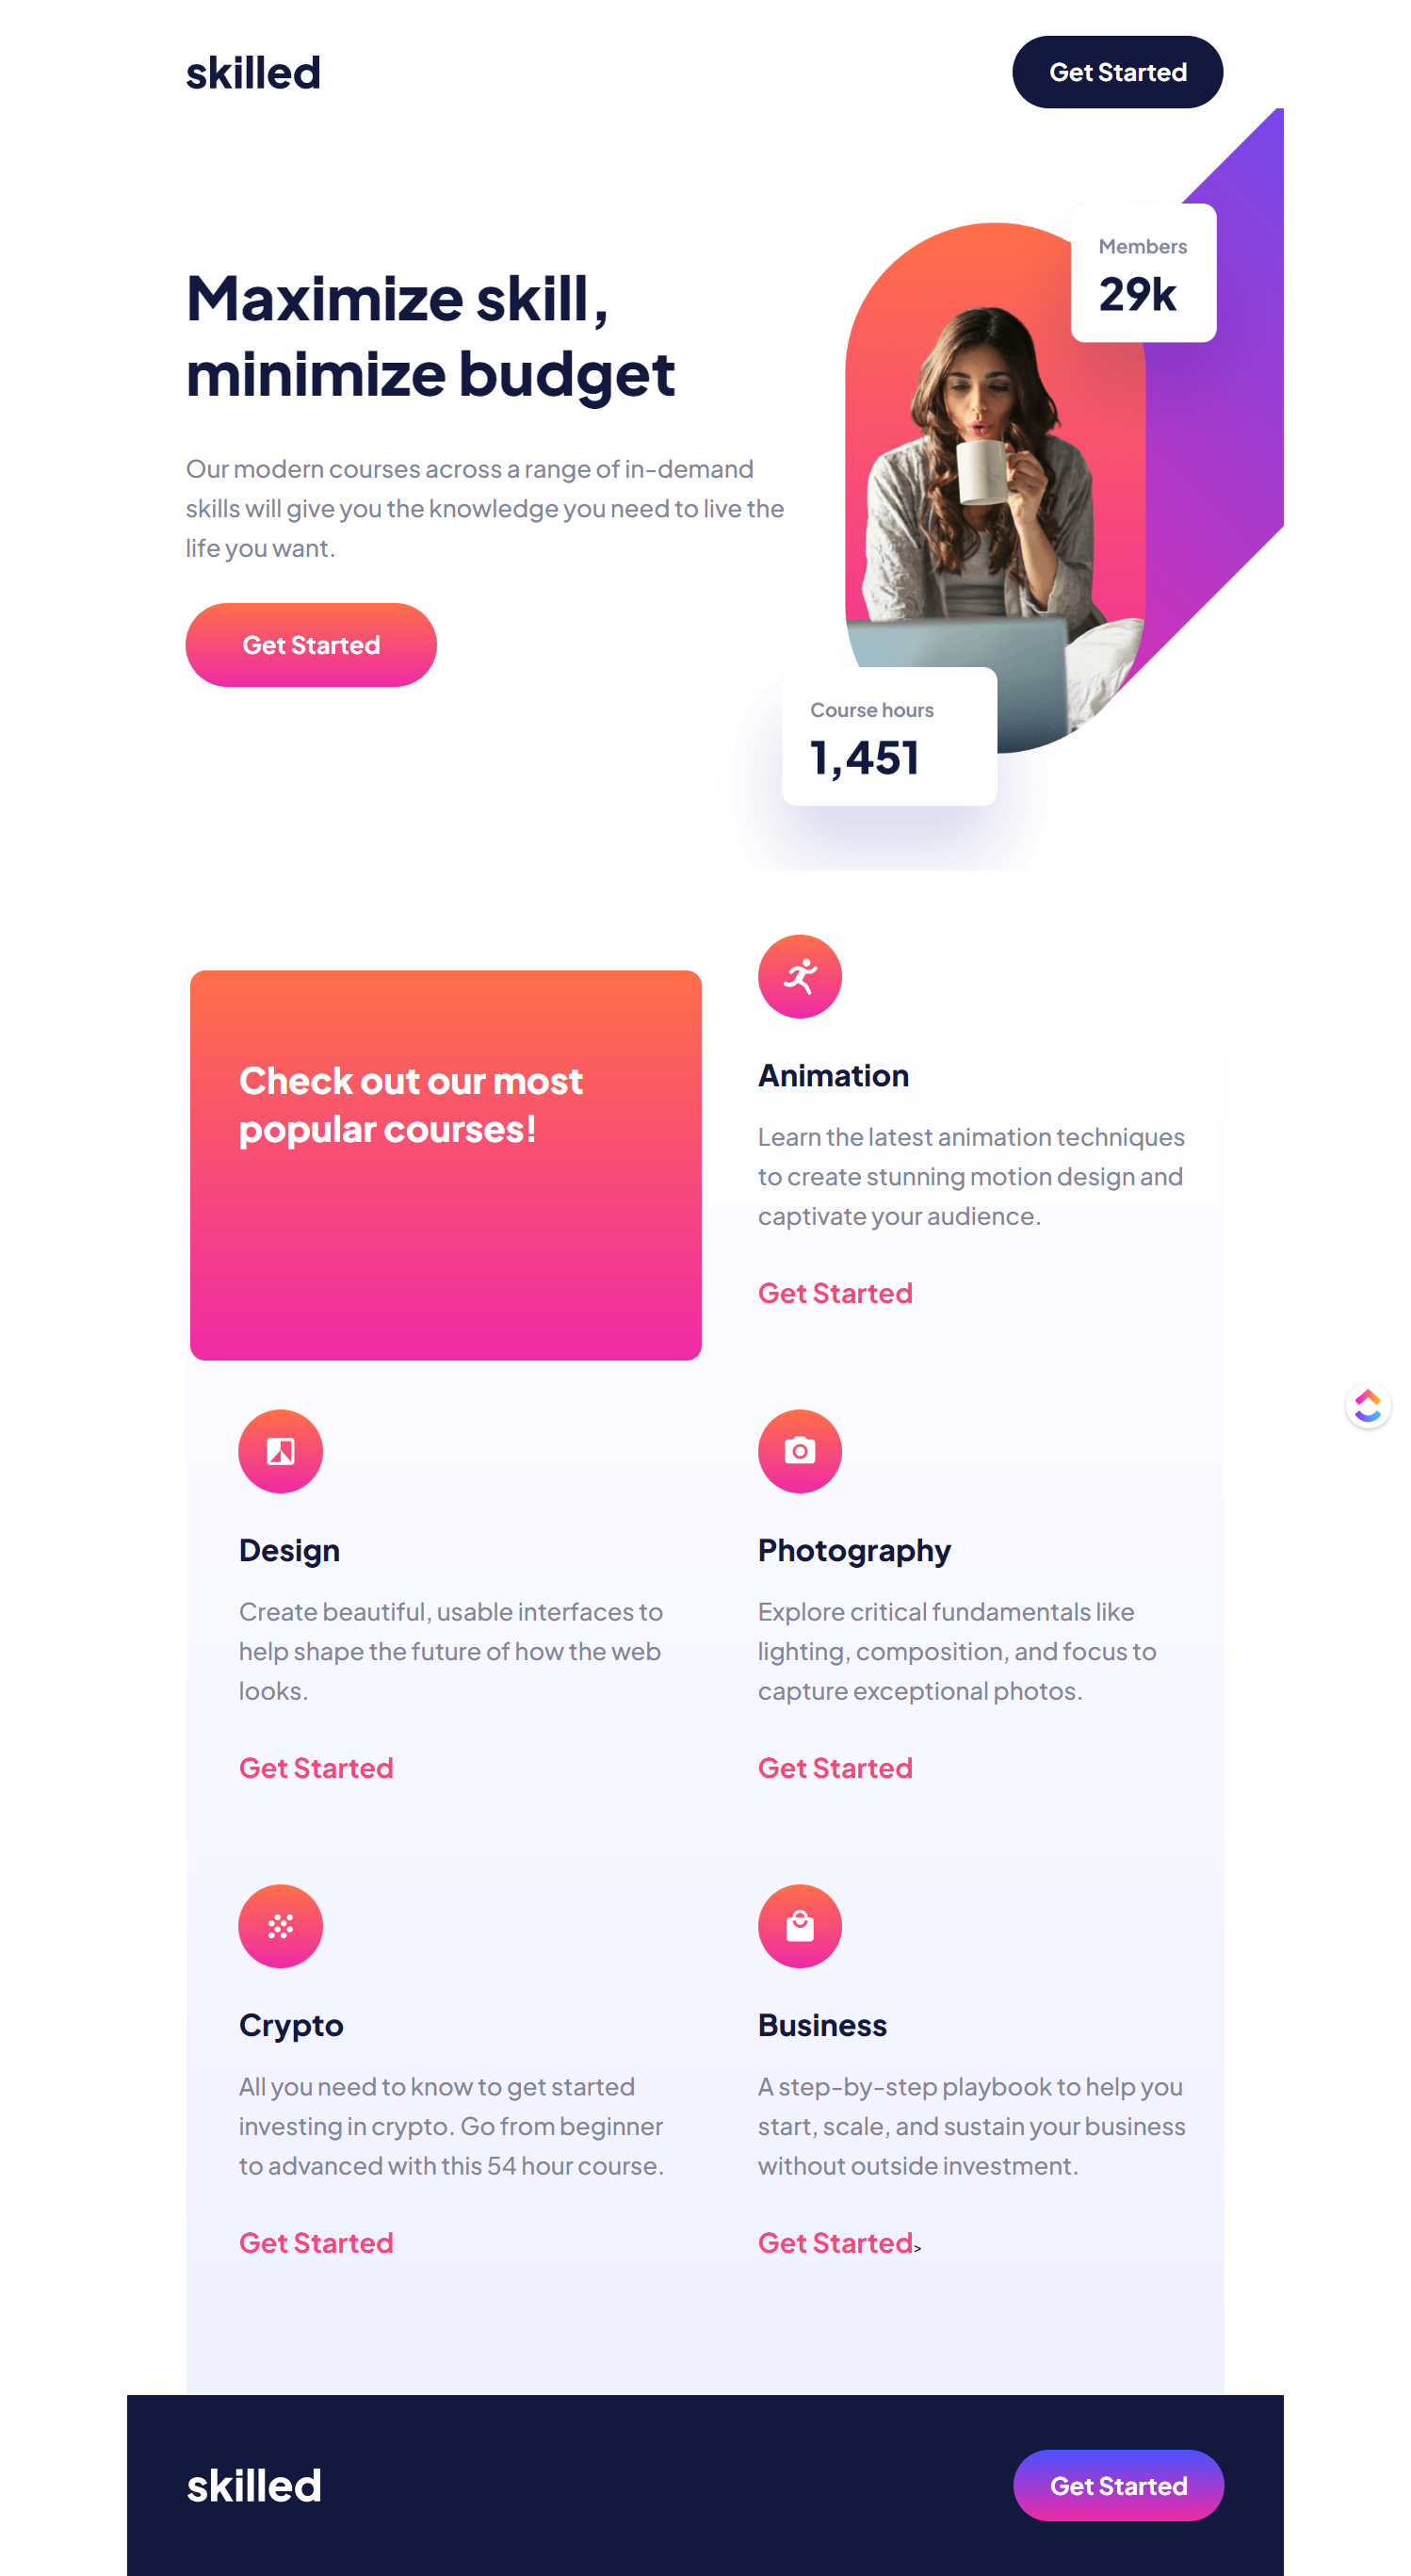 skilled
Get Started
Maximize skill,
minimize budget
Our modern courses across a range of in-demand
skills will give you the knowledge you need to live the
life you want.
Get Started
Members
29k
Course hours
1,451
Check out our most
popular courses!
Animation
Learn the latest animation techniques
to create stunning motion design and
captivate your audience.
Get Started
Design
Create beautiful, usable interfaces to
help shape the future of how the web
looks.
Get Started
Photography
Explore critical fundamentals like
lighting, composition, and focus to
capture exceptional photos.
Get Started
Crypto
All you need to know to get started
investing in crypto. Go from beginner
to advanced with this 54 hour course.
Get Started
Business
A step-by-step playbook to help you
start, scale, and sustain your business
without outside investment.
Get Started>
skilled
Get Started